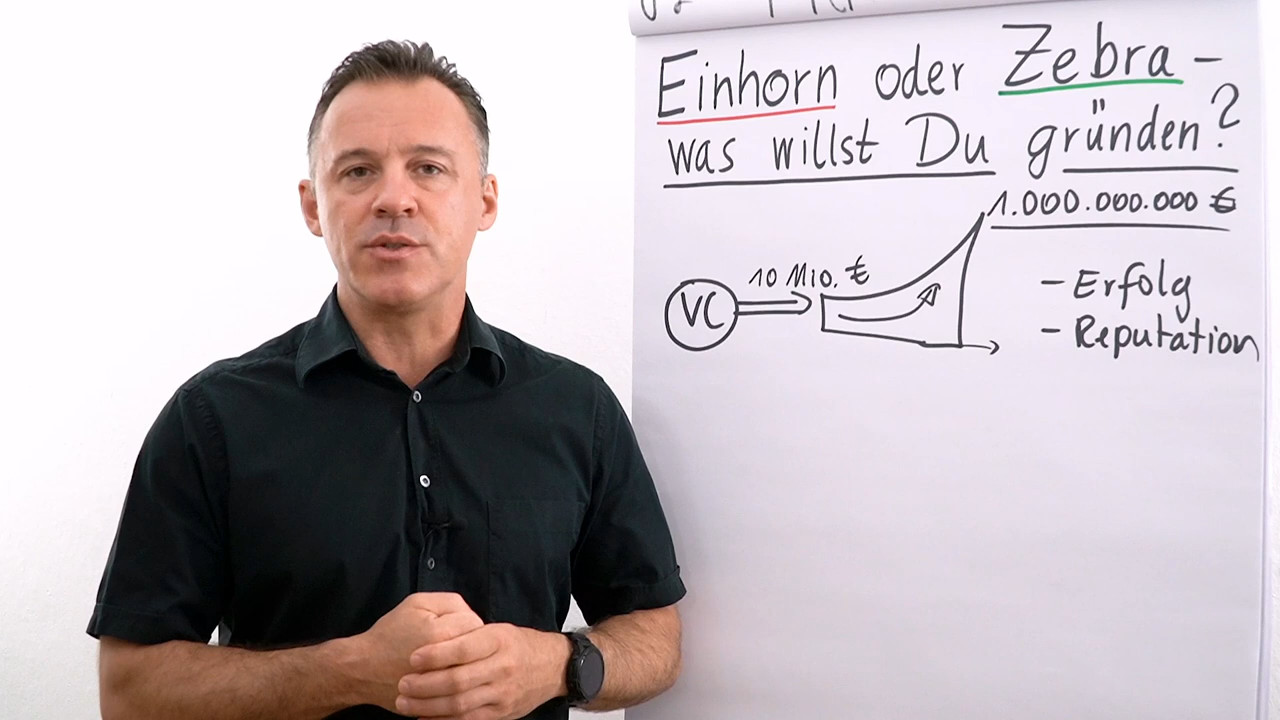 Einhorn oder Zebra -
was willst Du gründen?
1.000.000.000 €
10 Mio. €
VC
- Erfolg
- Reputation